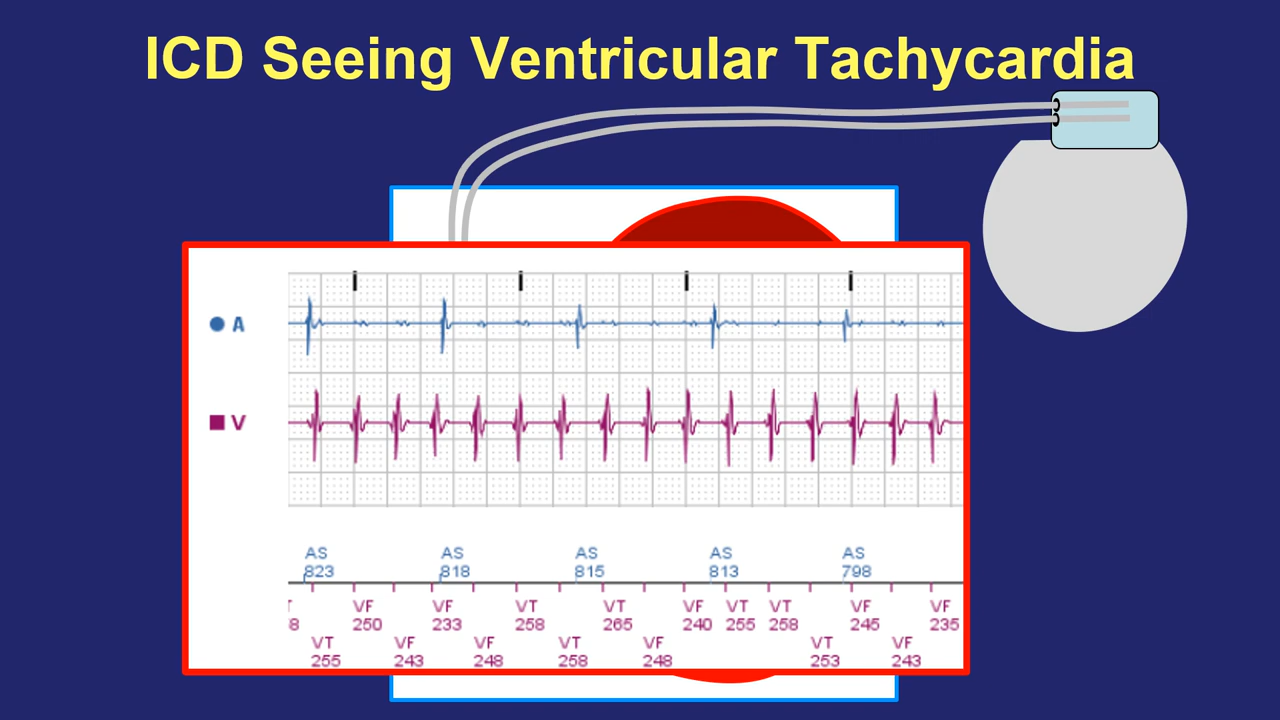 ICD Seeing Ventricular Tachycardia
A
V
AS AS AS AS AS
823 818 815 813 798
VF VF VT VT VF VT VT VF VF
8 250 233 258 265 240 255 258 245 235
VT VF VF VT VF VT VF
255 243 248 258 248 253 243